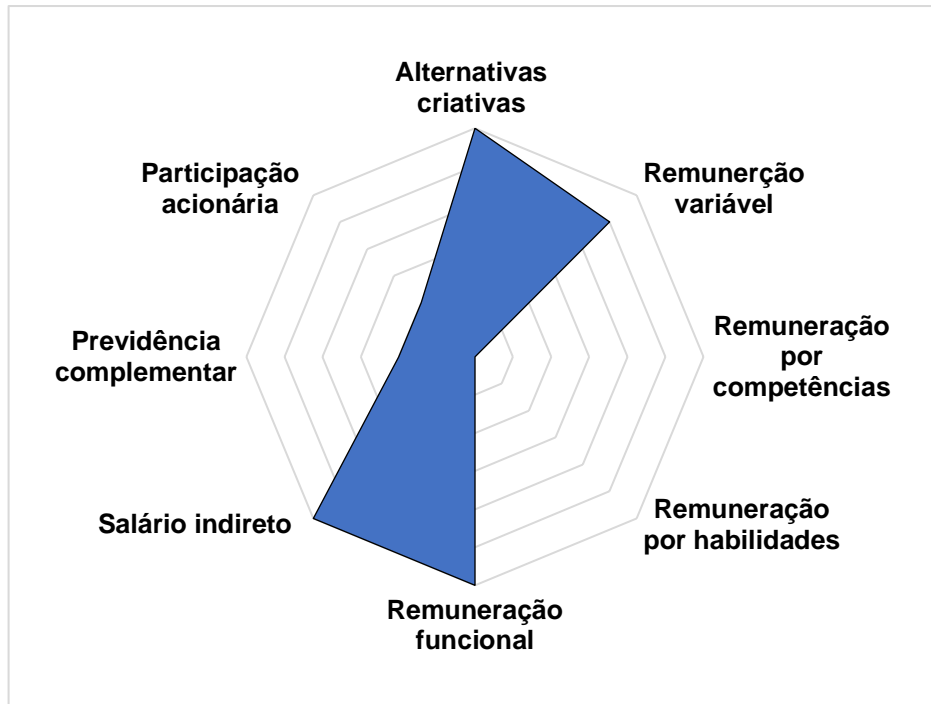 Alternativas
criativas
Remunerção
variável
Remuneração
por
competências
Remuneração
por habilidades
Remuneração
funcional
Salário indireto
Previdência
complementar
Participação
acionária